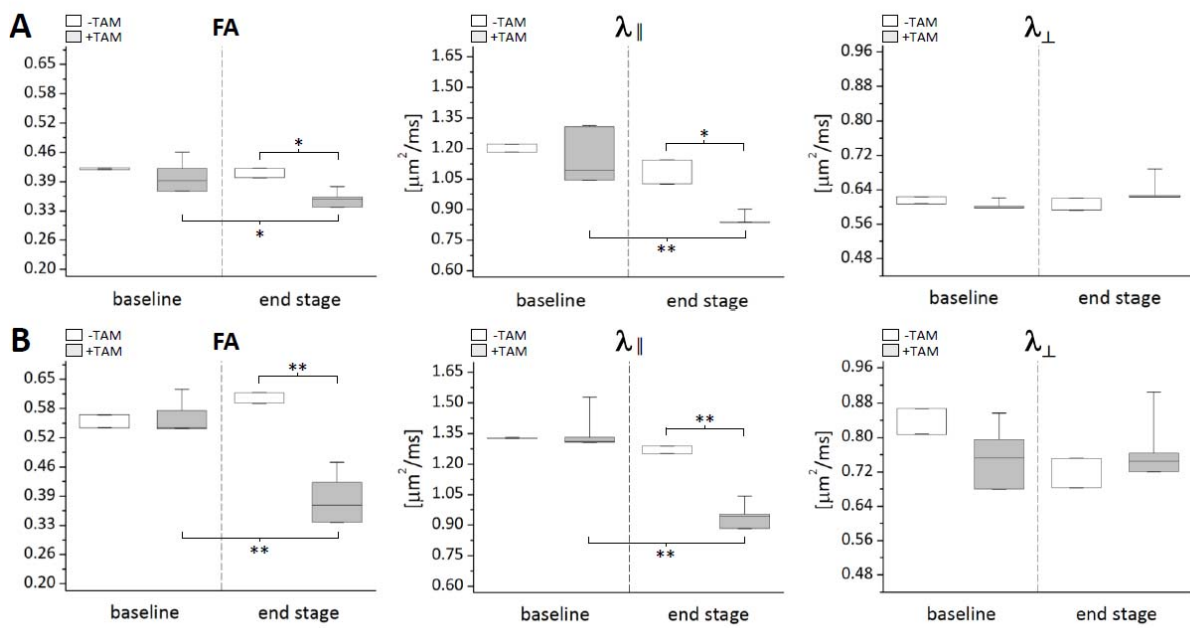 A
-TAM
+TAM
FA
0.65
0.58
0.52
0.46
0.39
0.33
0.26
0.20
*
*
baseline
end stage
-TAM
+TAM
λ∥
[μm²/ms]
1.65
1.50
1.35
1.20
1.05
0.90
0.75
0.60
*
**
baseline
end stage
-TAM
+TAM
λ⊥
[μm²/ms]
0.96
0.88
0.80
0.72
0.64
0.56
0.48
baseline
end stage
B
-TAM
+TAM
FA
0.65
0.58
0.52
0.46
0.39
0.33
0.26
0.20
**
**
baseline
end stage
-TAM
+TAM
λ∥
[μm²/ms]
1.65
1.50
1.35
1.20
1.05
0.90
0.75
0.60
**
**
baseline
end stage
-TAM
+TAM
λ⊥
[μm²/ms]
0.96
0.88
0.80
0.72
0.64
0.56
0.48
baseline
end stage